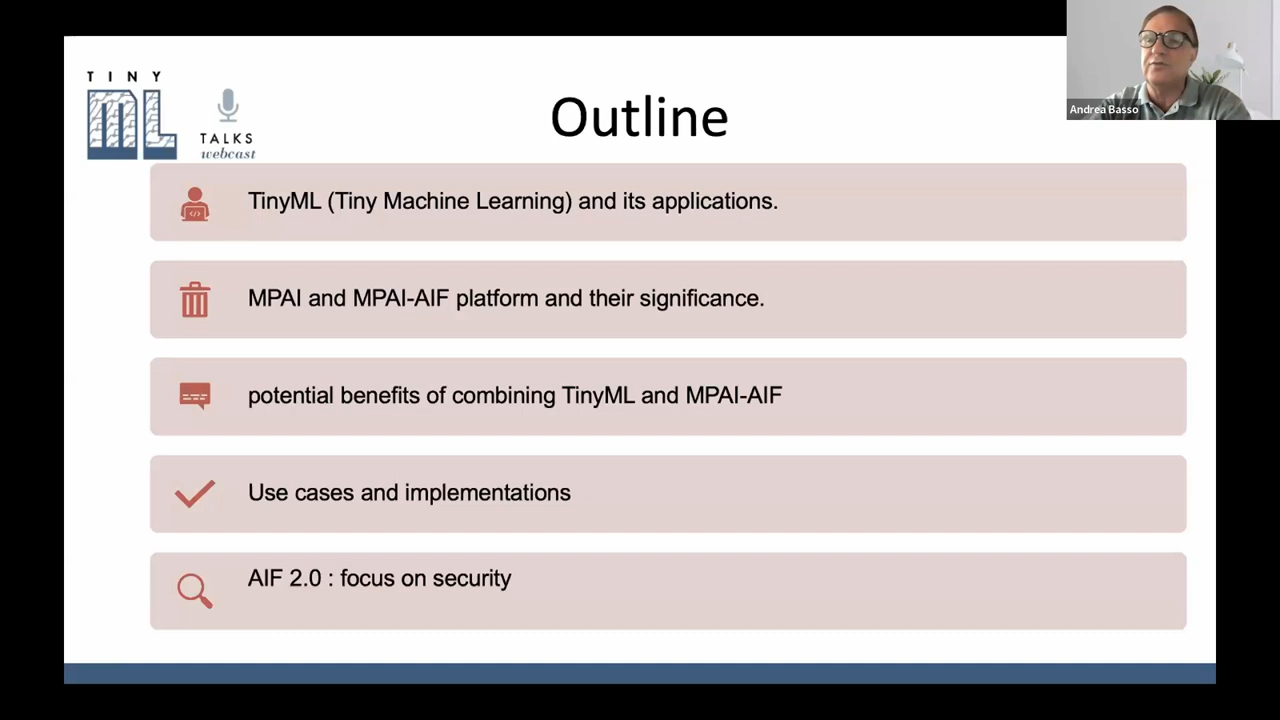 TINY
ML
TALKS
webcast
Outline
Andrea Basso
TinyML (Tiny Machine Learning) and its applications.
MPAI and MPAI-AIF platform and their significance.
potential benefits of combining TinyML and MPAI-AIF
Use cases and implementations
AIF 2.0 : focus on security